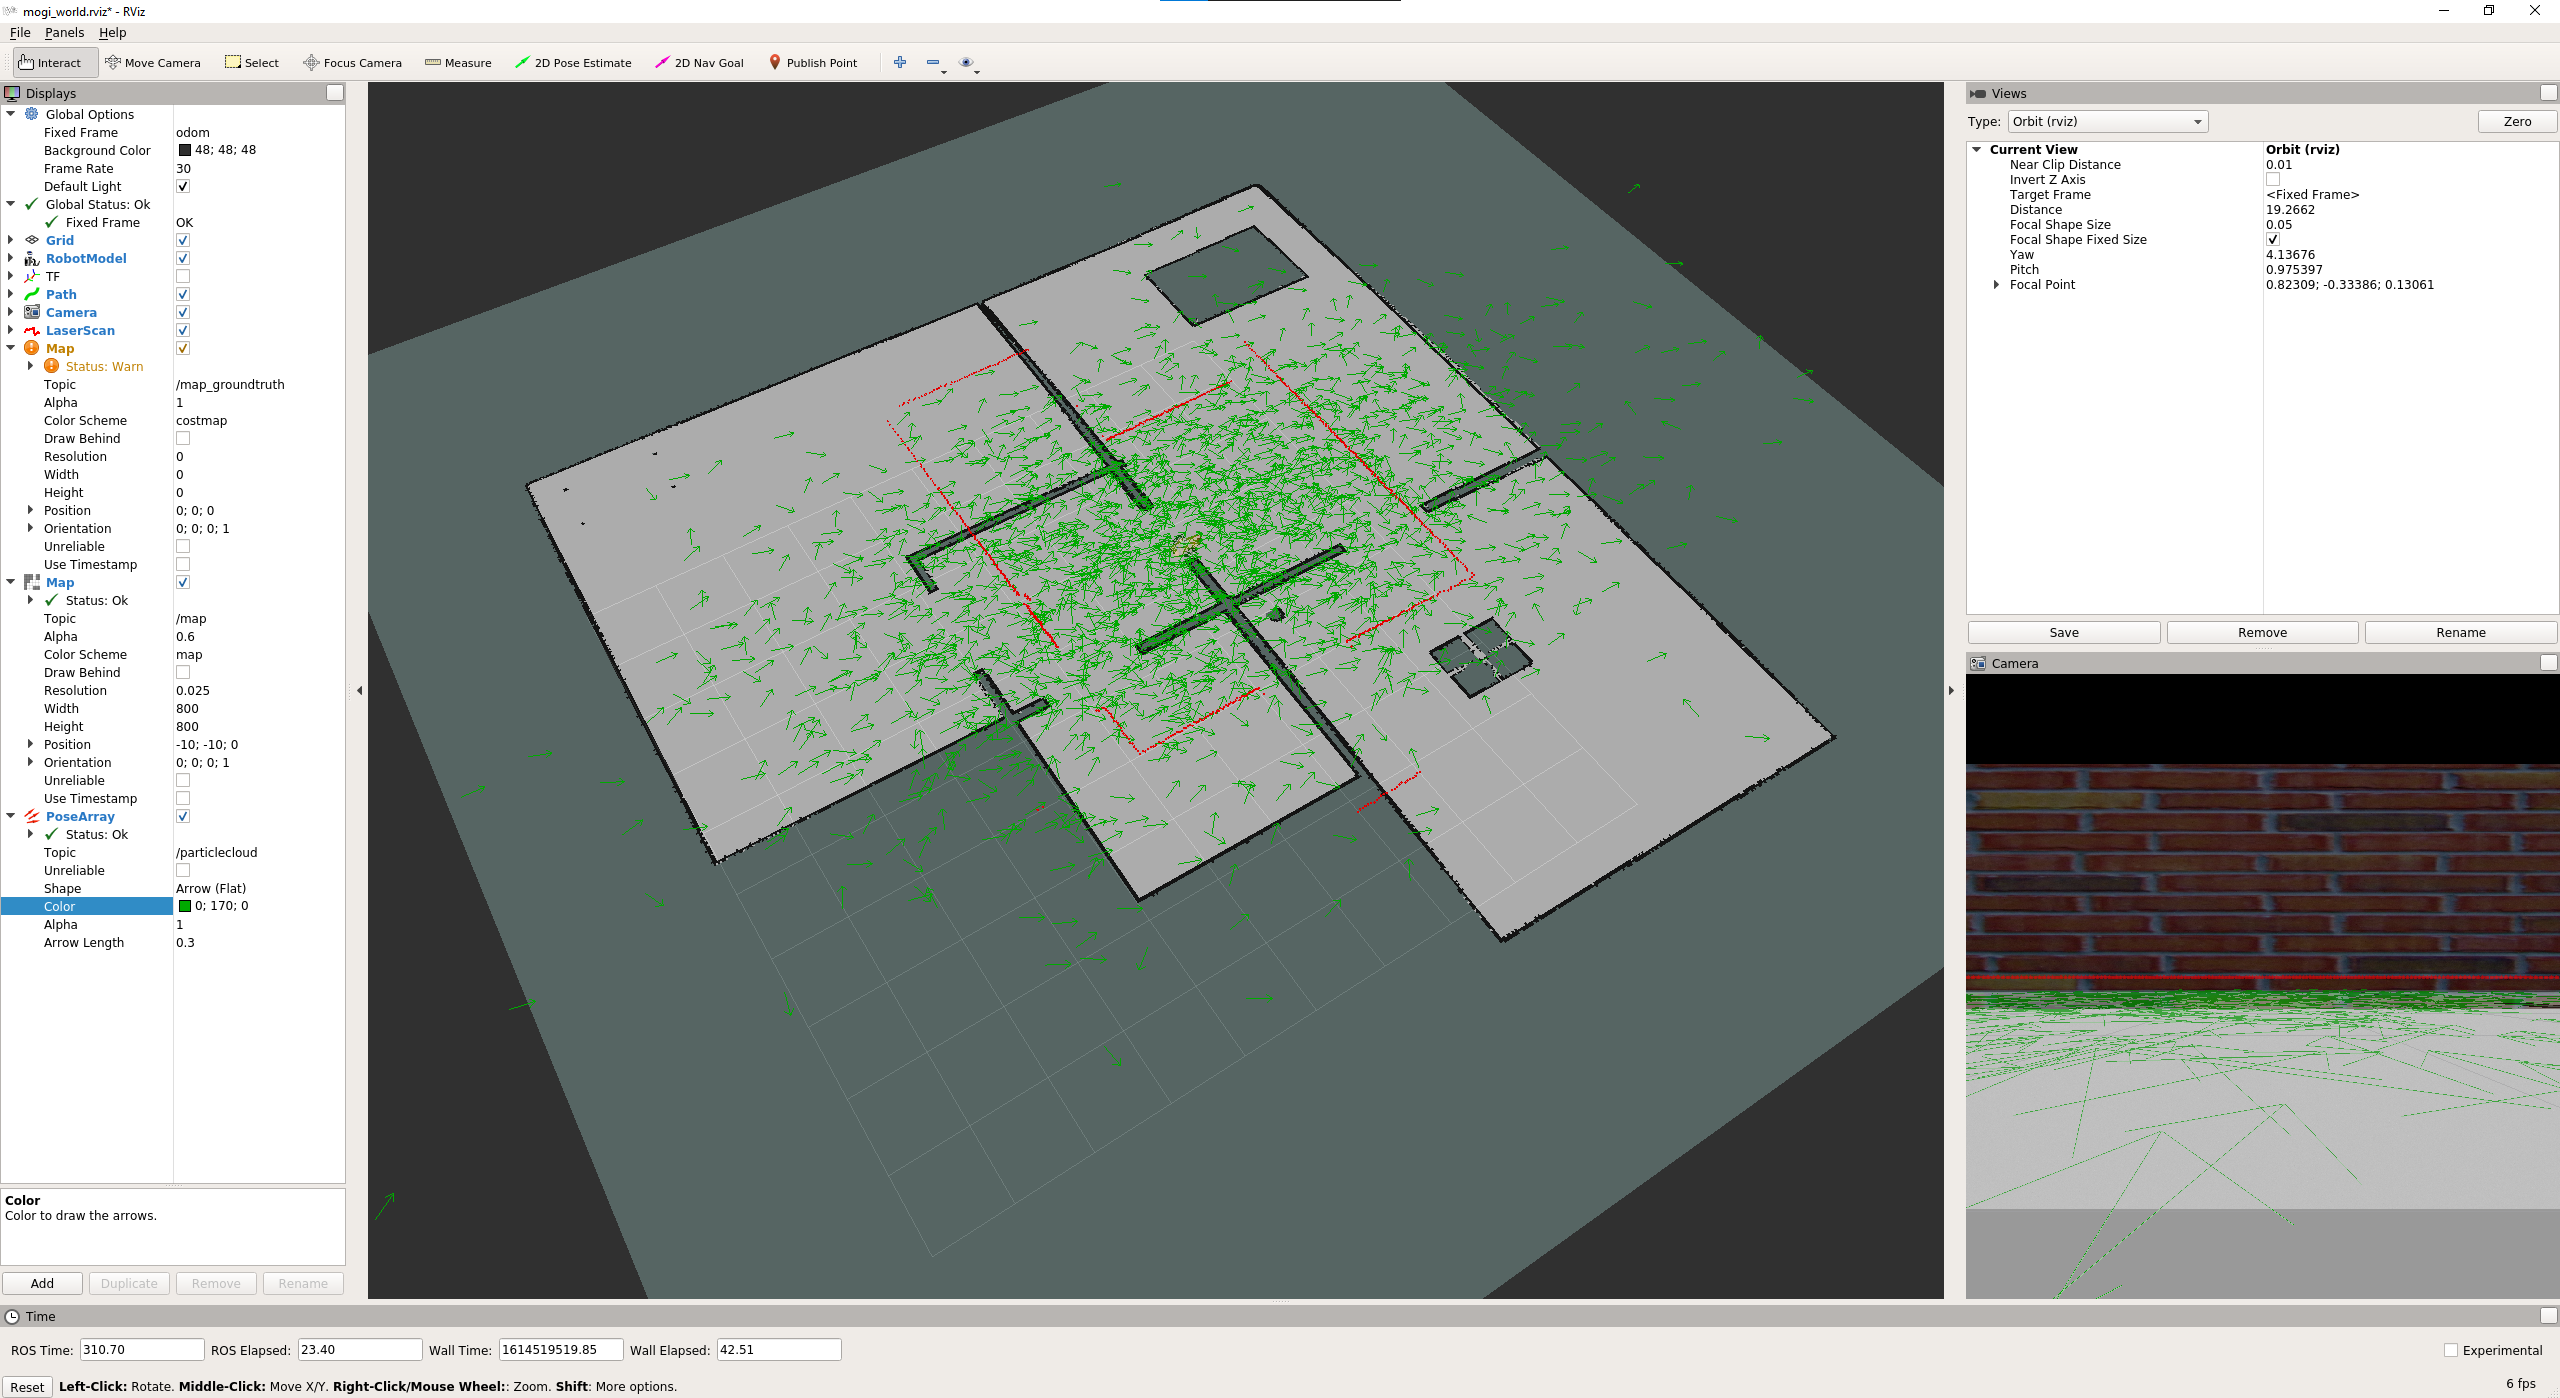 mogi_world.rviz* - RViz
File Panels Help
Interact Move Camera Select Focus Camera Measure 2D Pose Estimate 2D Nav Goal Publish Point
Displays
Global Options
Fixed Frame odom
Background Color 48; 48; 48
Frame Rate 30
Default Light
Global Status: Ok
Fixed Frame OK
Grid
RobotModel
TF
Path
Camera
LaserScan
Map
Status: Warn
Topic /map_groundtruth
Alpha 1
Color Scheme costmap
Draw Behind
Resolution 0
Width 0
Height 0
Position 0; 0; 0
Orientation 0; 0; 0; 1
Unreliable
Use Timestamp
Map
Status: Ok
Topic /map
Alpha 0.6
Color Scheme map
Draw Behind
Resolution 0.025
Width 800
Height 800
Position -10; -10; 0
Orientation 0; 0; 0; 1
Unreliable
Use Timestamp
PoseArray
Status: Ok
Topic /particlecloud
Unreliable
Shape Arrow (Flat)
Color 0; 170; 0
Alpha 1
Arrow Length 0.3
Color
Color to draw the arrows.
Add Duplicate Remove Rename
Views
Type: Orbit (rviz) Zero
Current View Orbit (rviz)
Near Clip Distance 0.01
Invert Z Axis
Target Frame <Fixed Frame>
Distance 19.2662
Focal Shape Size 0.05
Focal Shape Fixed Size
Yaw 4.13676
Pitch 0.975397
Focal Point 0.82309; -0.33386; 0.13061
Save Remove Rename
Camera
Time
ROS Time: 310.70 ROS Elapsed: 23.40 Wall Time: 1614519519.85 Wall Elapsed: 42.51 Experimental
Reset Left-Click: Rotate. Middle-Click: Move X/Y. Right-Click/Mouse Wheel:: Zoom. Shift: More options. 6 fps